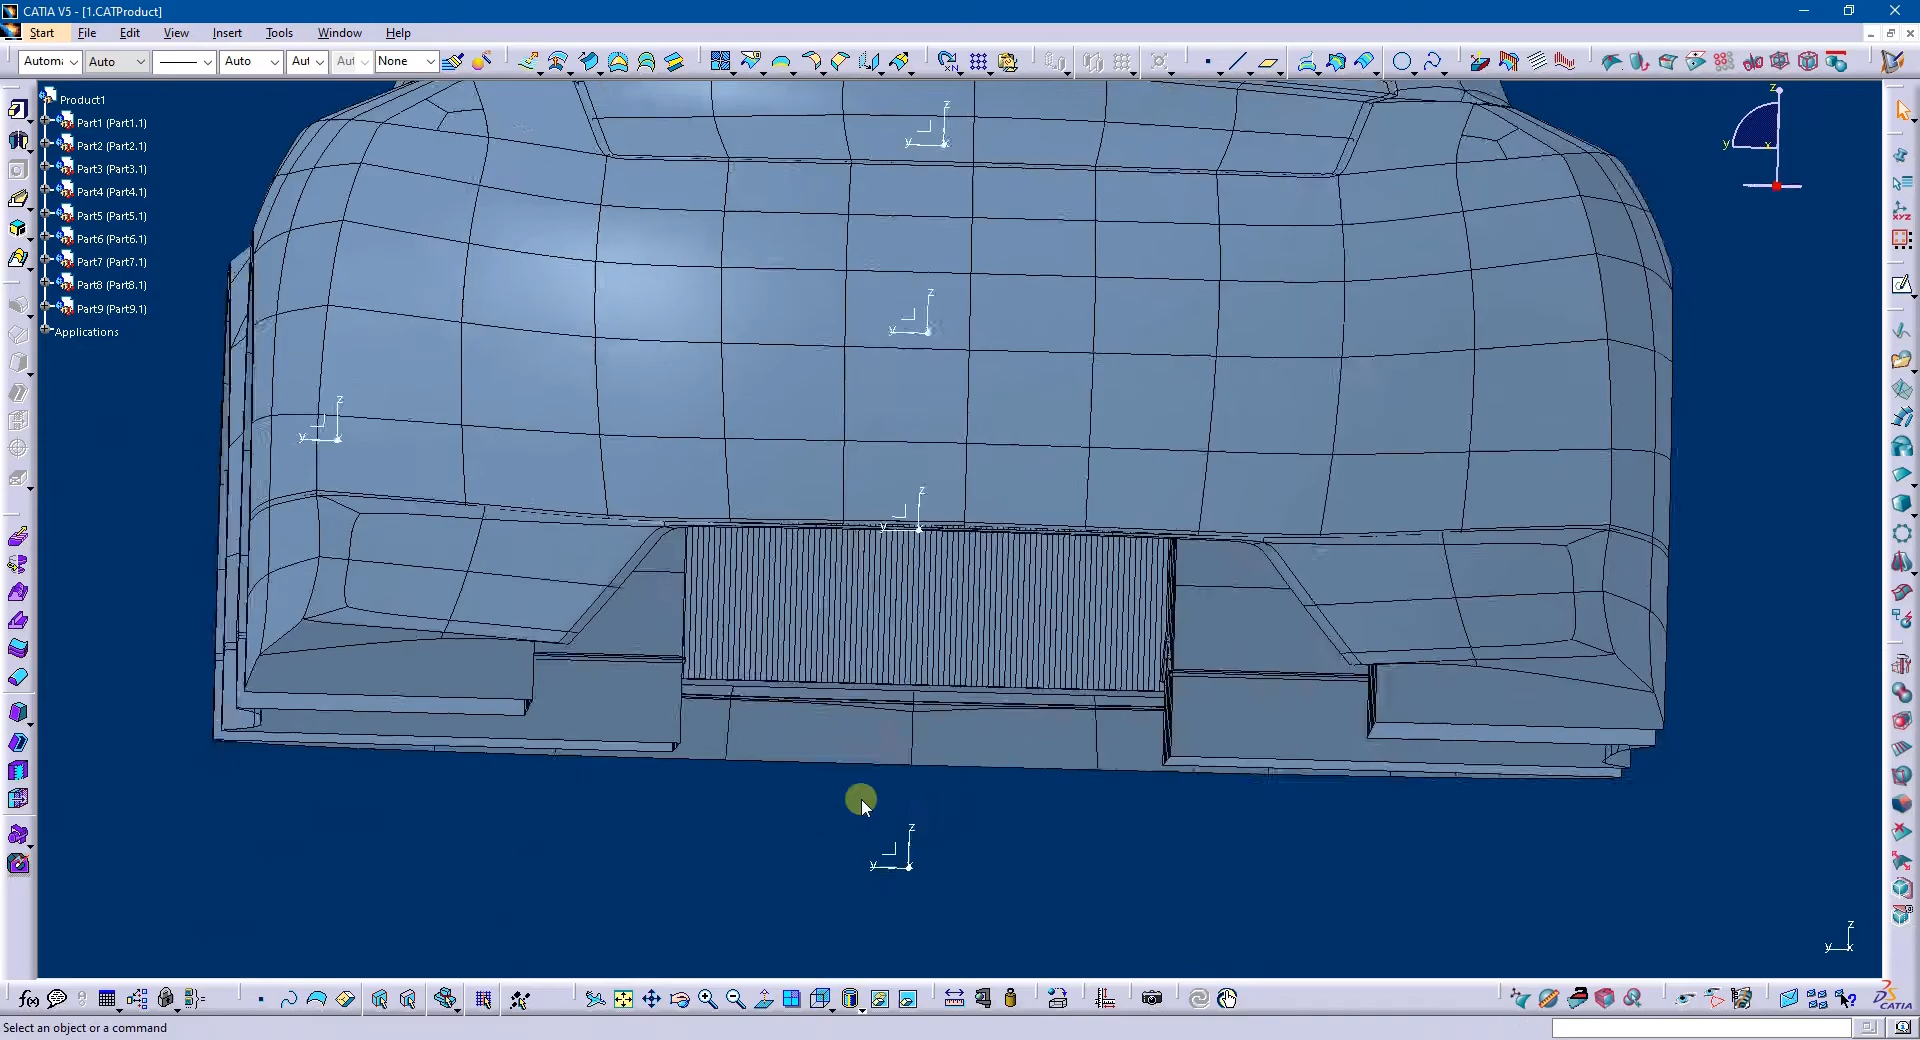 CATIA V5 - [1.CATProduct]
Start File Edit View Insert Tools Window Help
Automa Auto Auto Aut Aut None
Product1
Part1 (Part1.1)
Part2 (Part2.1)
Part3 (Part3.1)
Part4 (Part4.1)
Part5 (Part5.1)
Part6 (Part6.1)
Part7 (Part7.1)
Part8 (Part8.1)
Part9 (Part9.1)
Applications
z
y x
z
y x
z
y
z
y x
z
y
z
y x
z
y x
f(x)
CATIA
Select an object or a command